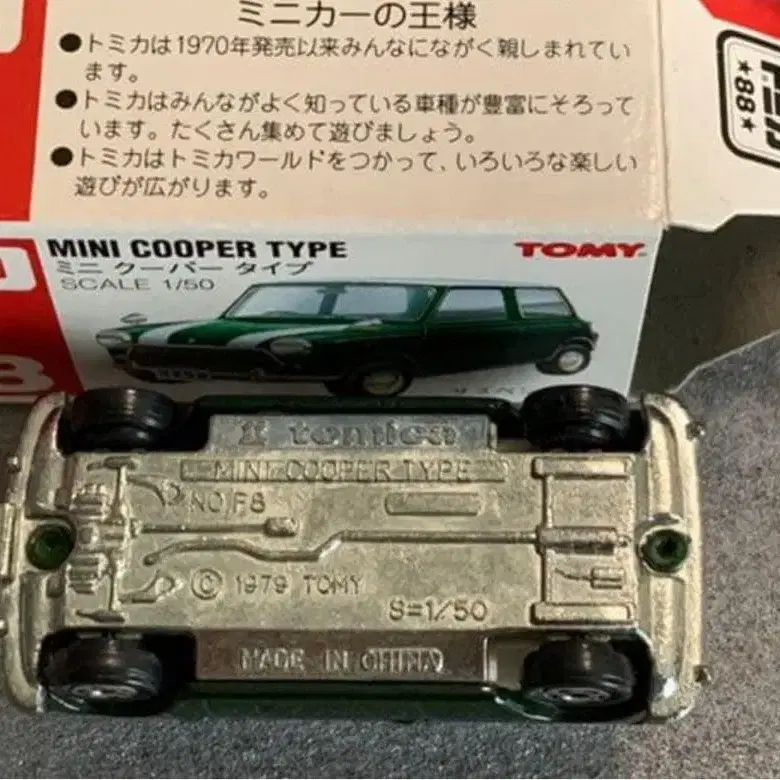 ミニカーの王様
●トミカは1970年発売以来みんなにながく親しまれてい
ます。
●トミカはみんながよく知っている車種が豊富にそろって
います。たくさん集めて遊びましょう。
●トミカはトミカワールドをつかって、いろいろな楽しい
遊びが広がります。
トミカ
★88★
MINI COOPER TYPE
ミニ クーパー タイプ
SCALE 1/50
TOMY
サスペ
8
tomica
MINI COOPER TYPE
NO.F8
© 1979 TOMY
S=1/50
MADE IN CHINA